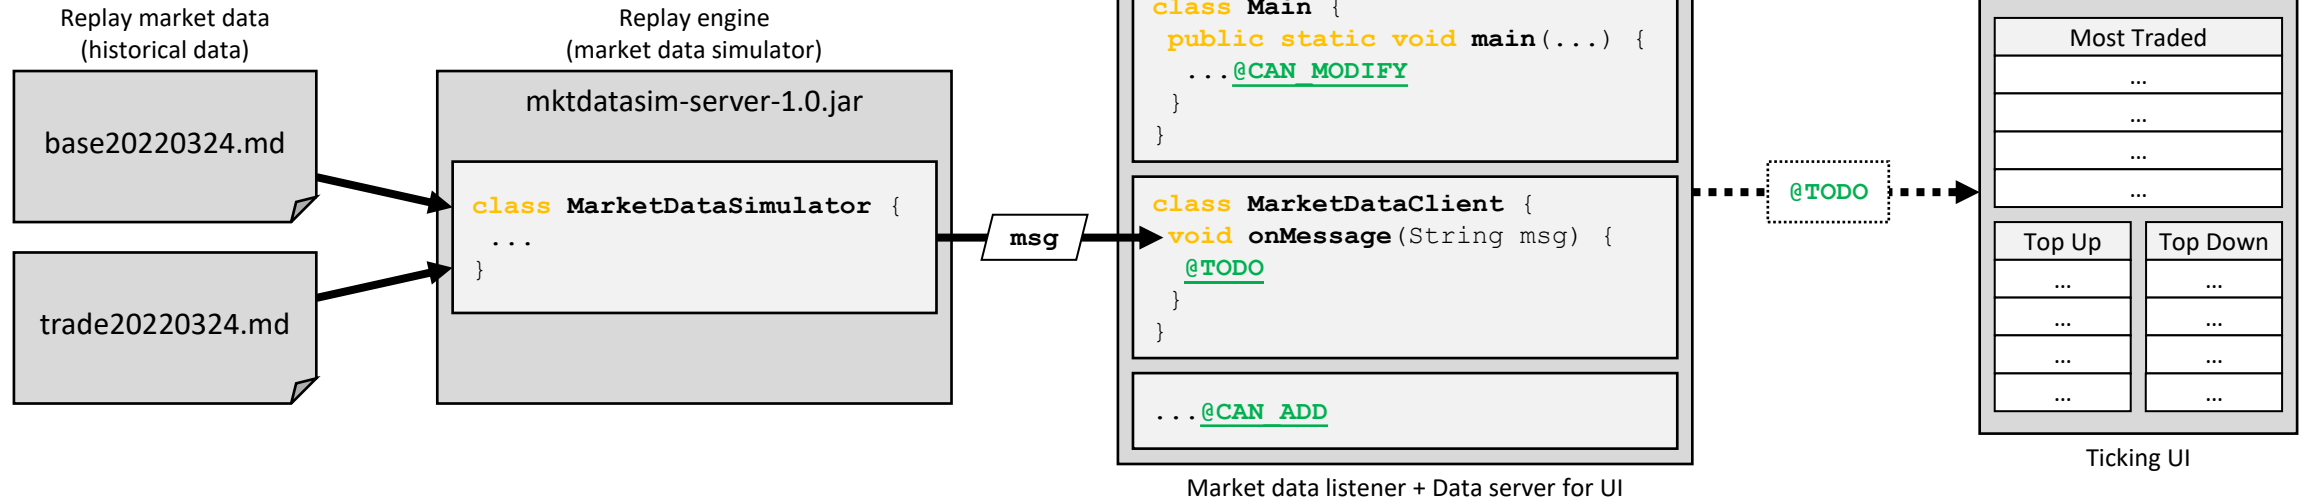 Replay market data
(historical data)
base20220324.md
trade20220324.md
Replay engine
(market data simulator)
mktdatasim-server-1.0.jar
class MarketDataSimulator {
...
}
msg
class Main {
public static void main(...) {
...@CAN_MODIFY
}
}
class MarketDataClient {
void onMessage(String msg) {
@TODO
}
}
...@CAN_ADD
Market data listener + Data server for UI
@TODO
Most Traded
...
...
...
...
Top Up
...
...
...
...
Top Down
...
...
...
...
Ticking UI